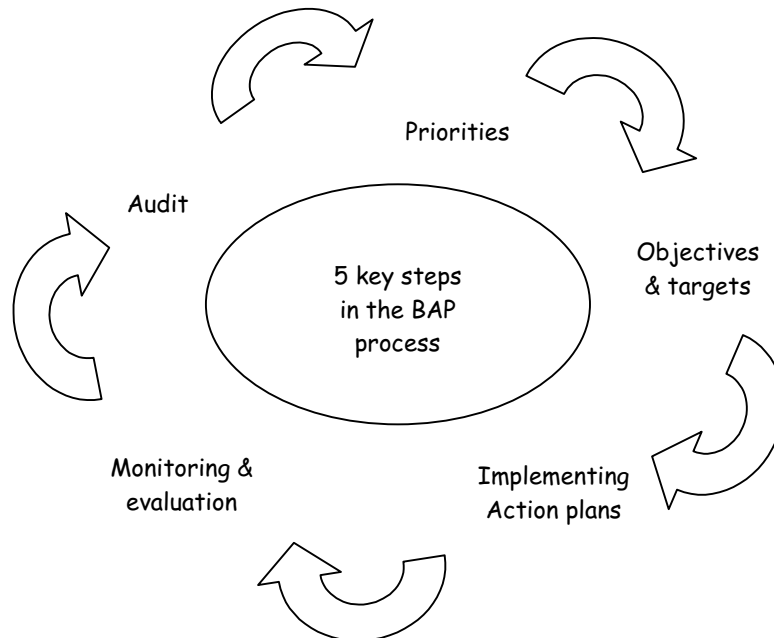 Priorities
Audit
Objectives
& targets
5 key steps
in the BAP
process
Monitoring &
evaluation
Implementing
Action plans